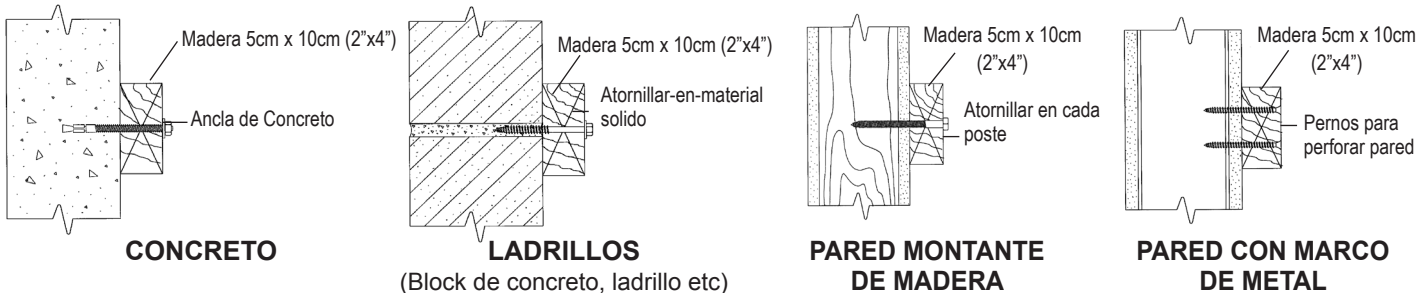 Madera 5cm x 10cm (2”x4”)
Ancla de Concreto
CONCRETO
Madera 5cm x 10cm (2”x4”)
Atornillar-en-material
solido
LADRILLOS
(Block de concreto, ladrillo etc)
Madera 5cm x 10cm
(2”x4”)
Atornillar en cada
poste
PARED MONTANTE
DE MADERA
Madera 5cm x 10cm
(2”x4”)
Pernos para
perforar pared
PARED CON MARCO
DE METAL